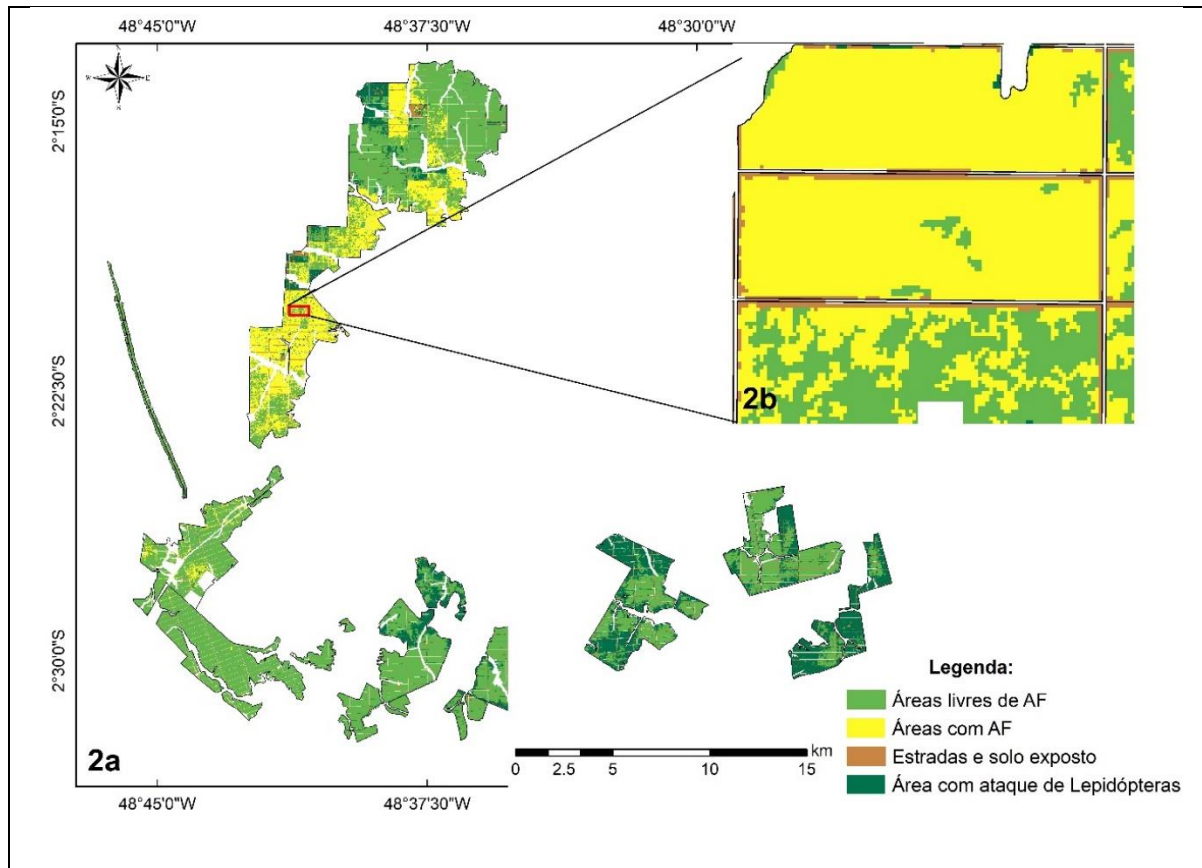 48°45'0"W 48°37'30"W 48°30'0"W
2°15'0"S
2°22'30"S
2°30'0"S
2b
2a
Legenda:
Áreas livres de AF
Áreas com AF
Estradas e solo exposto
Área com ataque de Lepidópteras
km
0 2.5 5 10 15
48°45'0"W 48°37'30"W